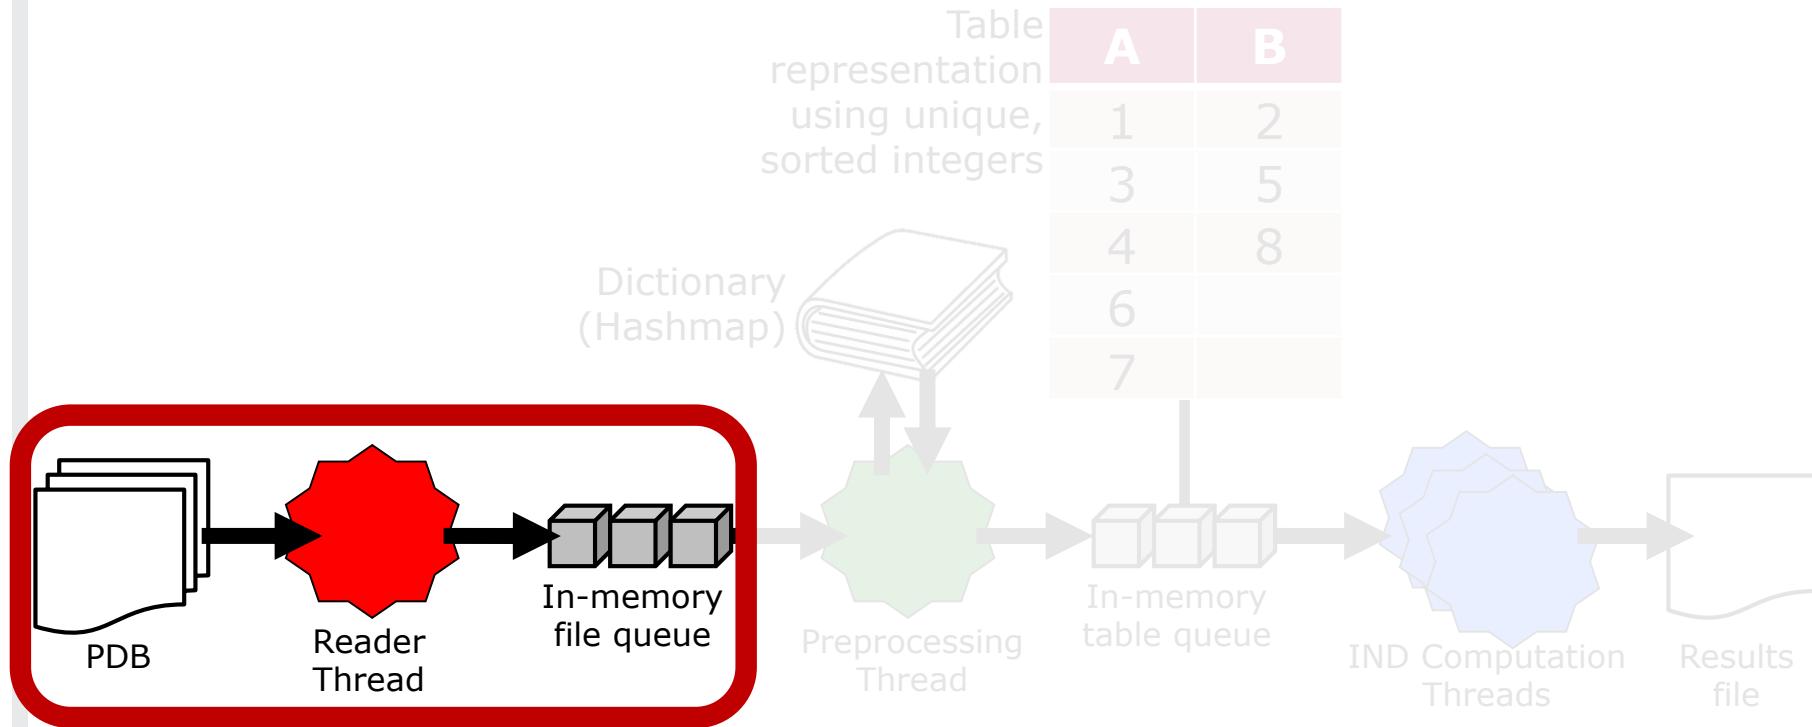 Table
representation
using unique,
sorted integers
A B
1 2
3 5
4 8
6
7
Dictionary
(Hashmap)
PDB
Reader
Thread
In-memory
file queue
Preprocessing
Thread
In-memory
table queue
IND Computation
Threads
Results
file